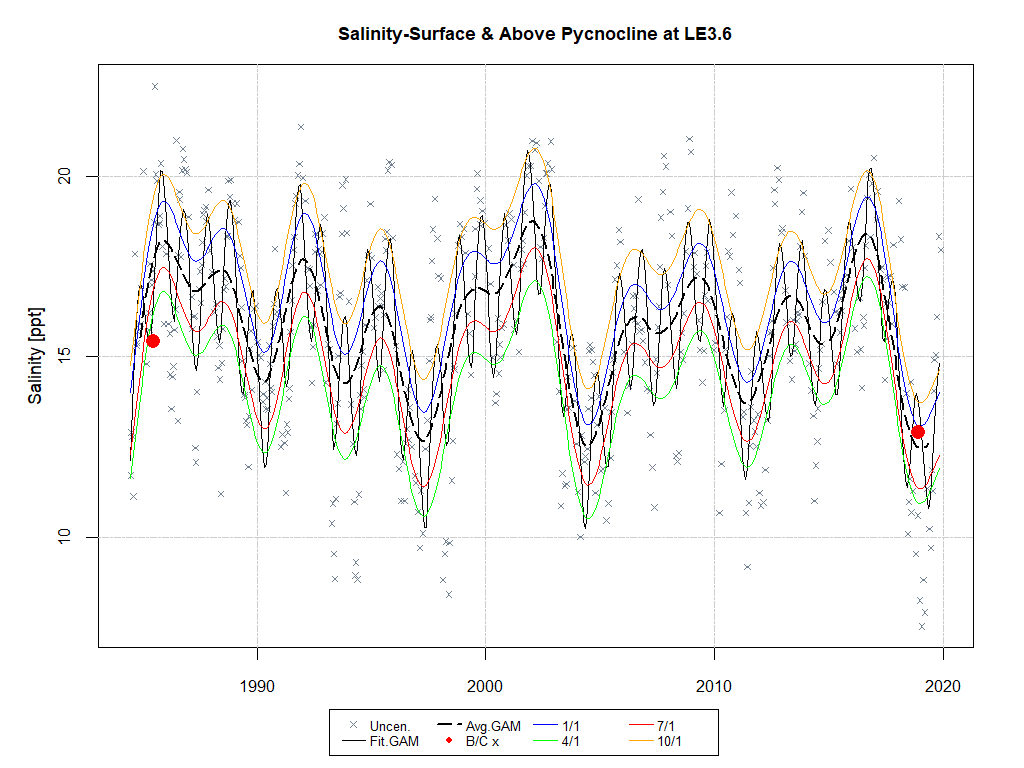 Salinity-Surface & Above Pycnocline at LE3.6
Salinity [ppt]
20
15
10
1990 2000 2010 2020
Uncen. Avg.GAM 1/1 7/1
Fit.GAM B/C x 4/1 10/1